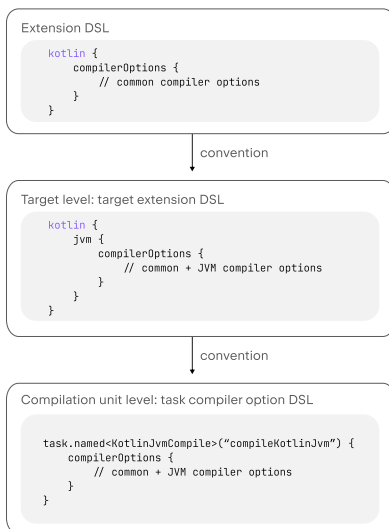 Extension DSL
kotlin {
    compilerOptions {
        // common compiler options
    }
}
convention
Target level: target extension DSL
kotlin {
    jvm {
        compilerOptions {
            // common + JVM compiler options
        }
    }
}
convention
Compilation unit level: task compiler option DSL
task.named<KotlinJvmCompile>(“compileKotlinJvm”) {
    compilerOptions {
        // common + JVM compiler options
    }
}